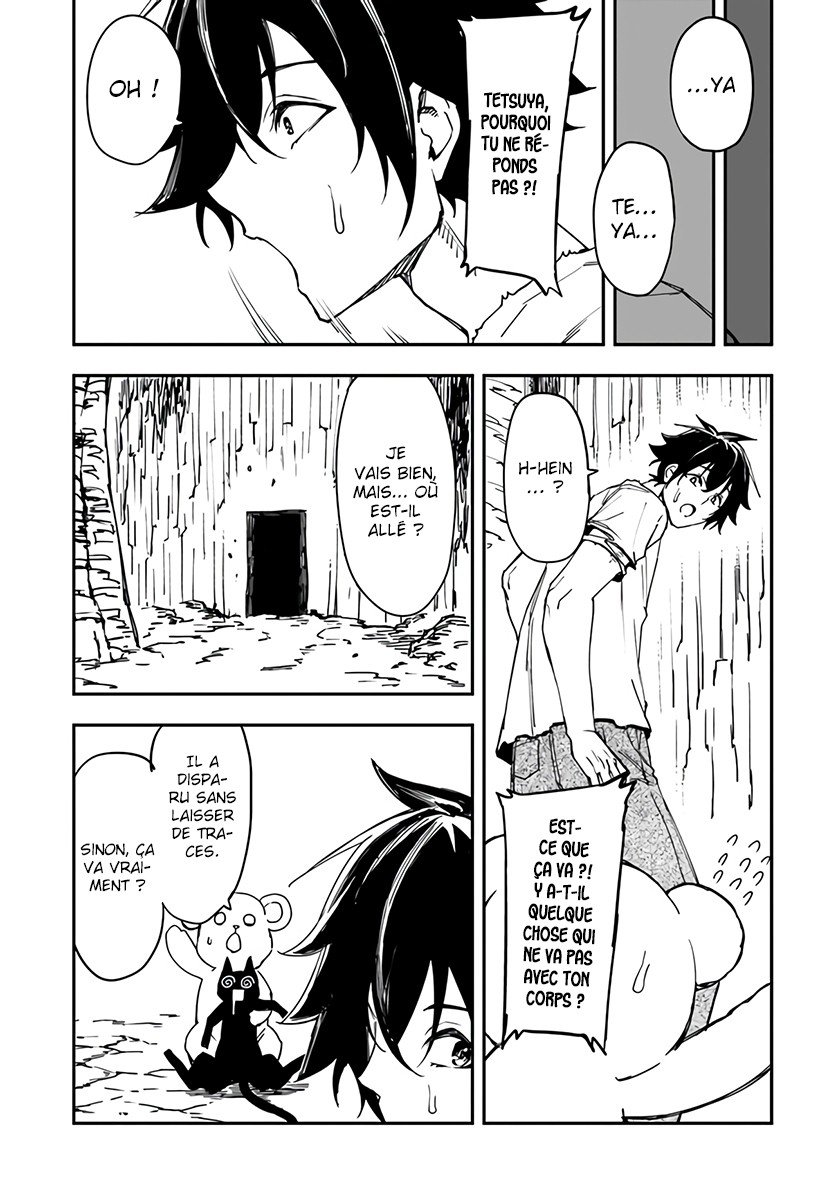 ...YA
TE...
YA...
TETSUYA,
POURQUOI
TU NE RÉ-
PONDS
PAS ?!
OH !
H-HEIN
... ?
EST-
CE QUE
ÇA VA ?!
Y A-T-IL
QUELQUE
CHOSE QUI
NE VA PAS
AVEC TON
CORPS ?
JE
VAIS BIEN,
MAIS... OÙ
EST-IL
ALLÉ ?
IL A
DISPA-
RU SANS
LAISSER
DE TRA-
CES.
SINON, ÇA
VA VRAI-
MENT ?